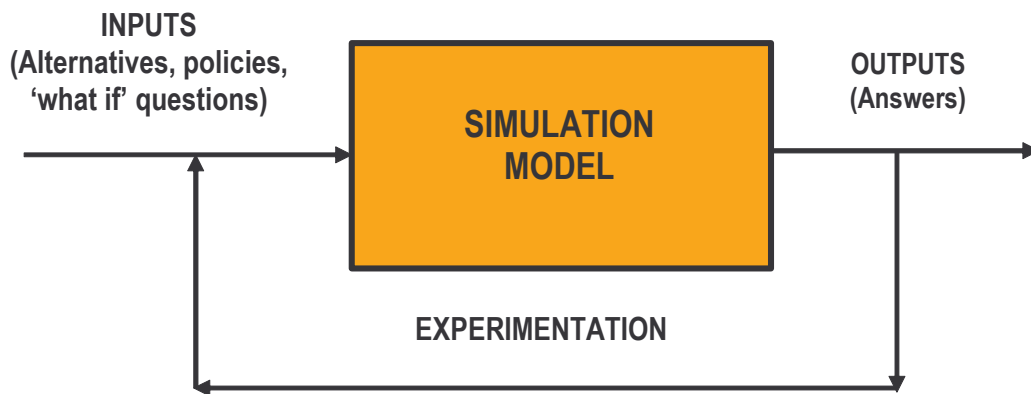 INPUTS
(Alternatives, policies,
‘what if’ questions)
SIMULATION
MODEL
OUTPUTS
(Answers)
EXPERIMENTATION